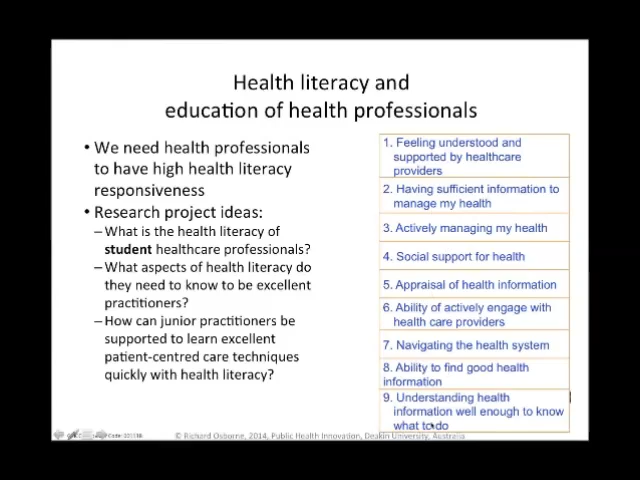 Health literacy and
education of health professionals
• We need health professionals
to have high health literacy
responsiveness
• Research project ideas:
– What is the health literacy of
student healthcare professionals?
– What aspects of health literacy do
they need to know to be excellent
practitioners?
– How can junior practitioners be
supported to learn excellent
patient-centred care techniques
quickly with health literacy?
1. Feeling understood and
supported by healthcare
providers
2. Having sufficient information to
manage my health
3. Actively managing my health
4. Social support for health
5. Appraisal of health information
6. Ability of actively engage with
health care providers
7. Navigating the health system
8. Ability to find good health
information
9. Understanding health
information well enough to know
what to do
© Richard Osborne, 2014, Public Health Innovation, Deakin University, Australia